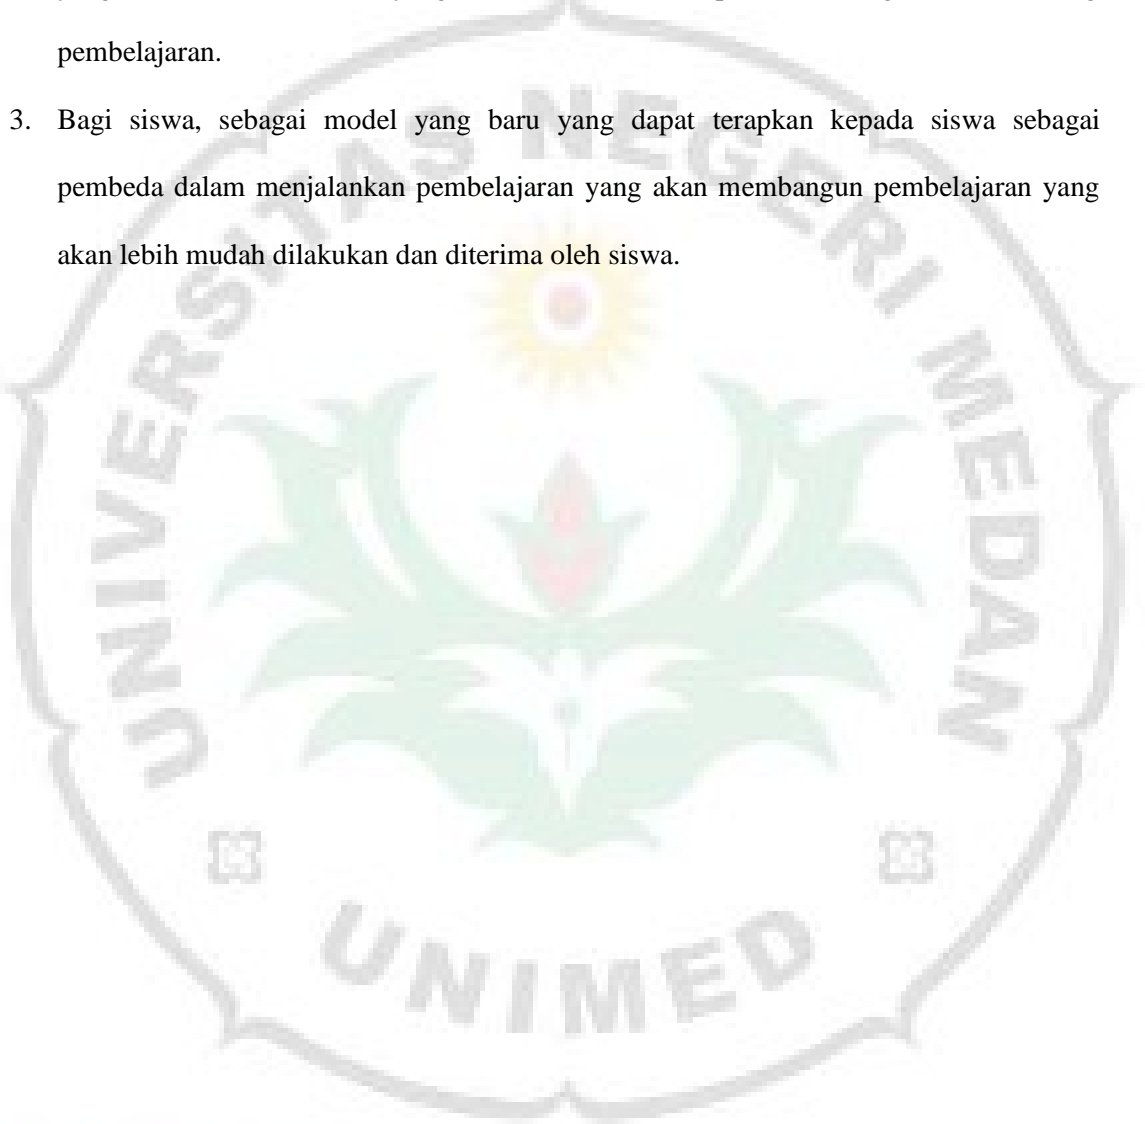 pembelajaran.
3. Bagi siswa, sebagai model yang baru yang dapat terapkan kepada siswa sebagai
pembeda dalam menjalankan pembelajaran yang akan membangun pembelajaran yang
akan lebih mudah dilakukan dan diterima oleh siswa.
UNIVERSITAS NEGERI MEDAN
UNIMED